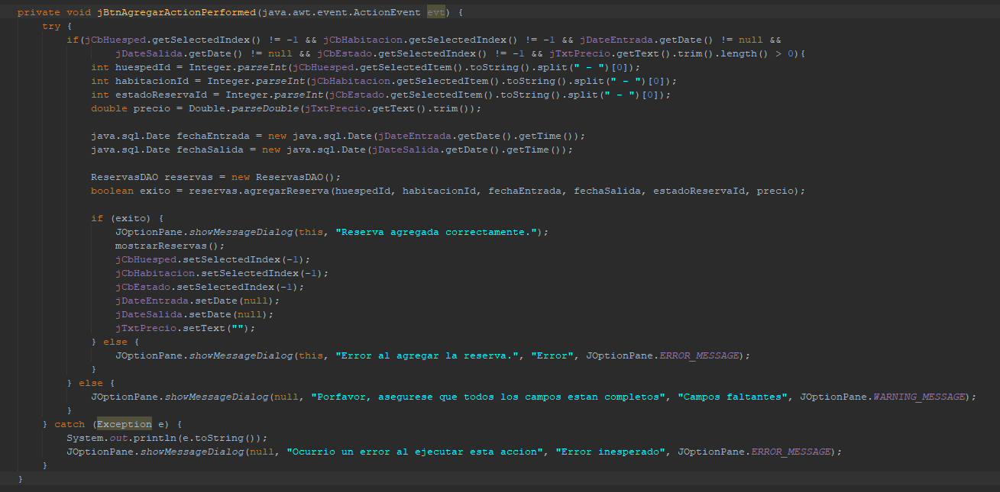 private void jBtnAgregarActionPerformed(java.awt.event.ActionEvent evt) {
try {
if(jCbHuesped.getSelectedIndex() != -1 && jCbHabitacion.getSelectedIndex() != -1 && jDateEntrada.getDate() != null &&
jDateSalida.getDate() != null && jCbEstado.getSelectedIndex() != -1 && jTxtPrecio.getText().trim().length() > 0){
int huespedId = Integer.parseInt(jCbHuesped.getSelectedItem().toString().split(" - ")[0]);
int habitacionId = Integer.parseInt(jCbHabitacion.getSelectedItem().toString().split(" - ")[0]);
int estadoReservaId = Integer.parseInt(jCbEstado.getSelectedItem().toString().split(" - ")[0]);
double precio = Double.parseDouble(jTxtPrecio.getText().trim());
java.sql.Date fechaEntrada = new java.sql.Date(jDateEntrada.getDate().getTime());
java.sql.Date fechaSalida = new java.sql.Date(jDateSalida.getDate().getTime());
ReservasDAO reservas = new ReservasDAO();
boolean exito = reservas.agregarReserva(huespedId, habitacionId, fechaEntrada, fechaSalida, estadoReservaId, precio);
if (exito) {
JOptionPane.showMessageDialog(this, "Reserva agregada correctamente.");
mostrarReservas();
jCbHuesped.setSelectedIndex(-1);
jCbHabitacion.setSelectedIndex(-1);
jCbEstado.setSelectedIndex(-1);
jDateEntrada.setDate(null);
jDateSalida.setDate(null);
jTxtPrecio.setText("");
} else {
JOptionPane.showMessageDialog(this, "Error al agregar la reserva.", "Error", JOptionPane.ERROR_MESSAGE);
}
} else {
JOptionPane.showMessageDialog(null, "Porfavor, asegurese que todos los campos estan completos", "Campos faltantes", JOptionPane.WARNING_MESSAGE);
}
} catch (Exception e) {
System.out.println(e.toString());
JOptionPane.showMessageDialog(null, "Ocurrio un error al ejecutar esta accion", "Error inesperado", JOptionPane.ERROR_MESSAGE);
}
}